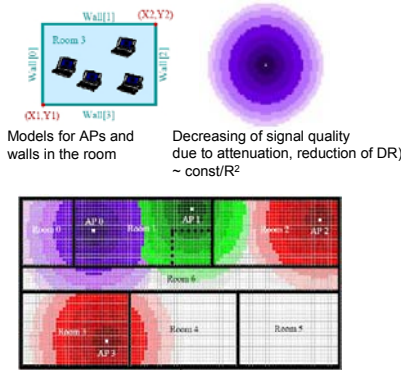 Wall[1]
(X2,Y2)
Room 3
Wall[0]
Wall[2]
(X1,Y1)
Wall[3]
Models for APs and
walls in the room
Decreasing of signal quality
due to attenuation, reduction of DR)
~ const/R²
Room 0
AP 0
Room 1
AP 1
Room 2
AP 2
Room 6
Room 3
AP 3
Room 4
Room 5